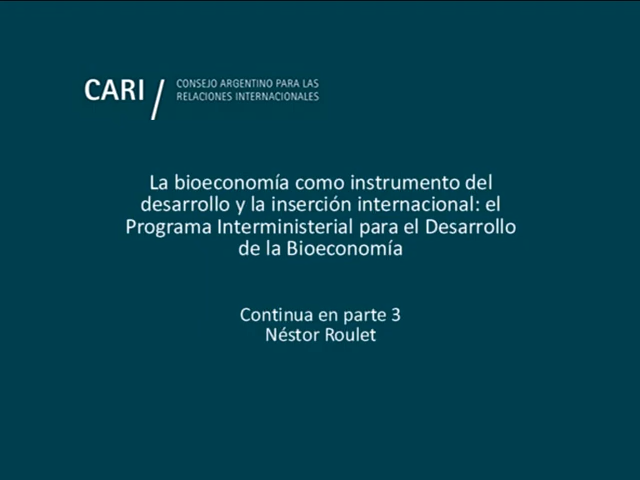 CARI/
CONSEJO ARGENTINO PARA LAS
RELACIONES INTERNACIONALES
La bioeconomía como instrumento del
desarrollo y la inserción internacional: el
Programa Interministerial para el Desarrollo
de la Bioeconomía
Continua en parte 3
Néstor Roulet